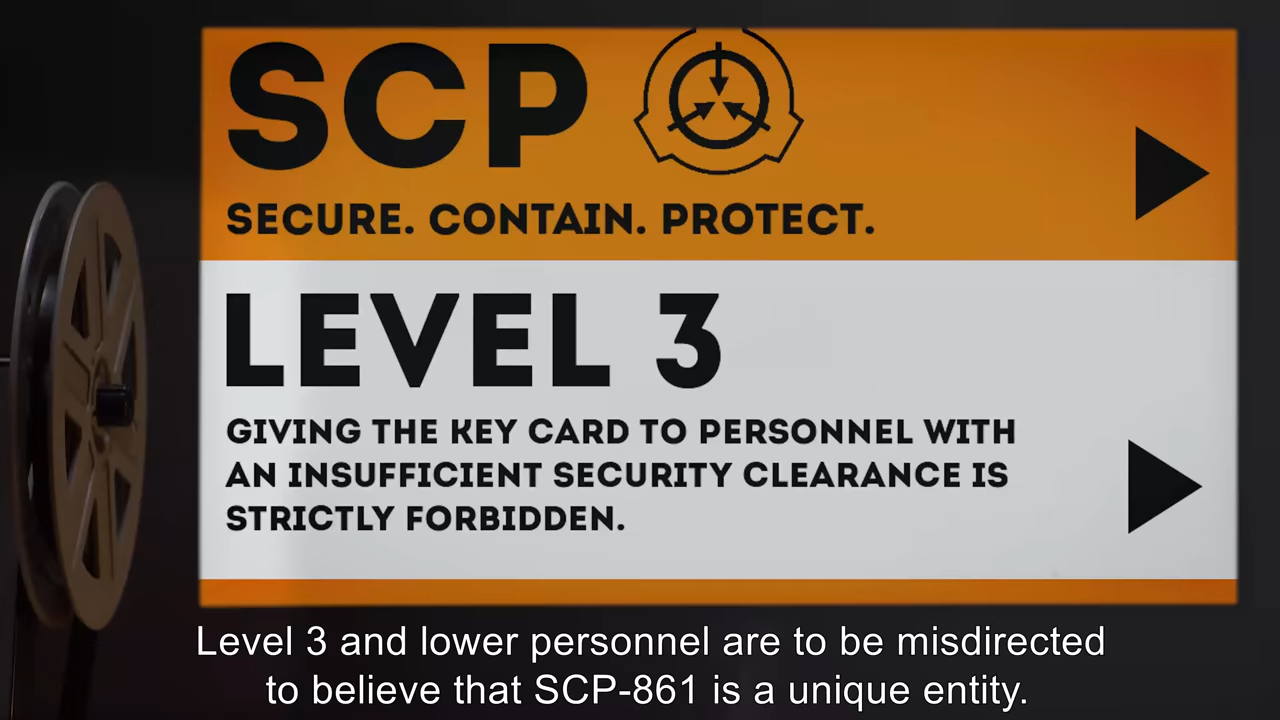 SCP
SECURE. CONTAIN. PROTECT.
LEVEL 3
GIVING THE KEY CARD TO PERSONNEL WITH
AN INSUFFICIENT SECURITY CLEARANCE IS
STRICTLY FORBIDDEN.
Level 3 and lower personnel are to be misdirected
to believe that SCP-861 is a unique entity.